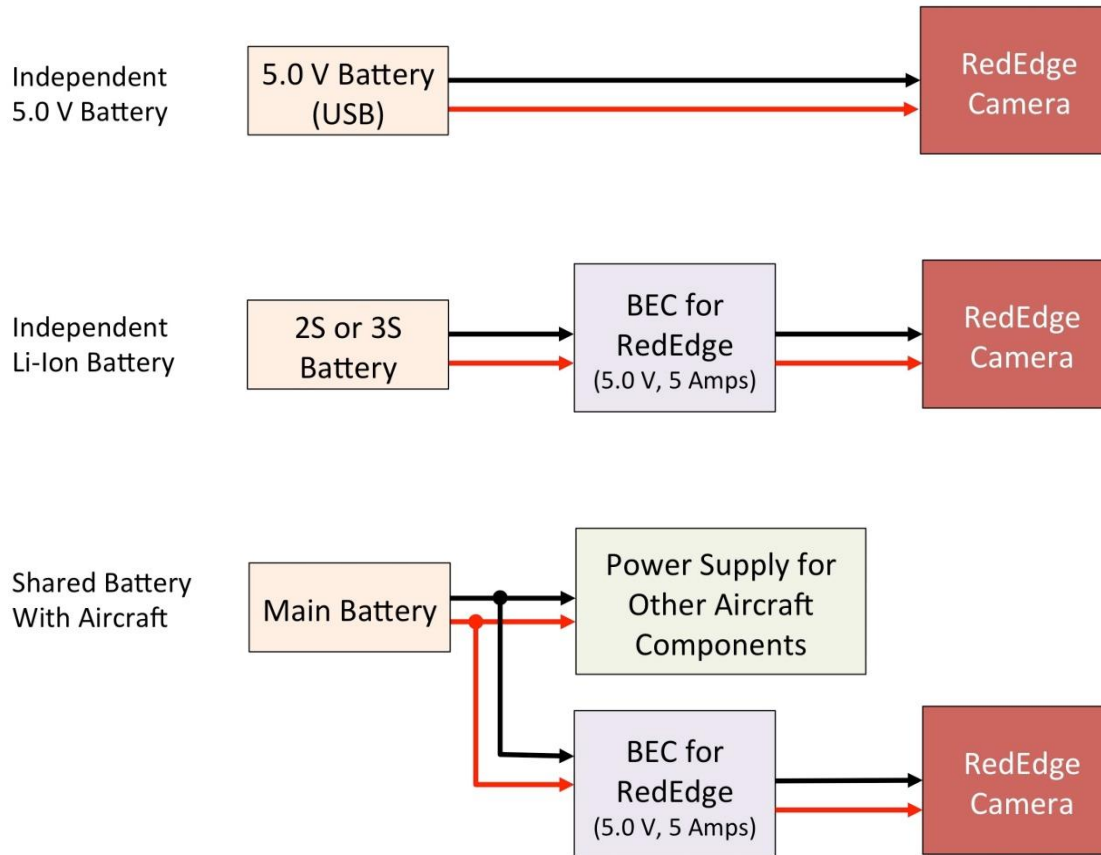 Independent
5.0 V Battery
5.0 V Battery
(USB)
RedEdge
Camera
Independent
Li-Ion Battery
2S or 3S
Battery
BEC for
RedEdge
(5.0 V, 5 Amps)
RedEdge
Camera
Shared Battery
With Aircraft
Main Battery
Power Supply for
Other Aircraft
Components
BEC for
RedEdge
(5.0 V, 5 Amps)
RedEdge
Camera